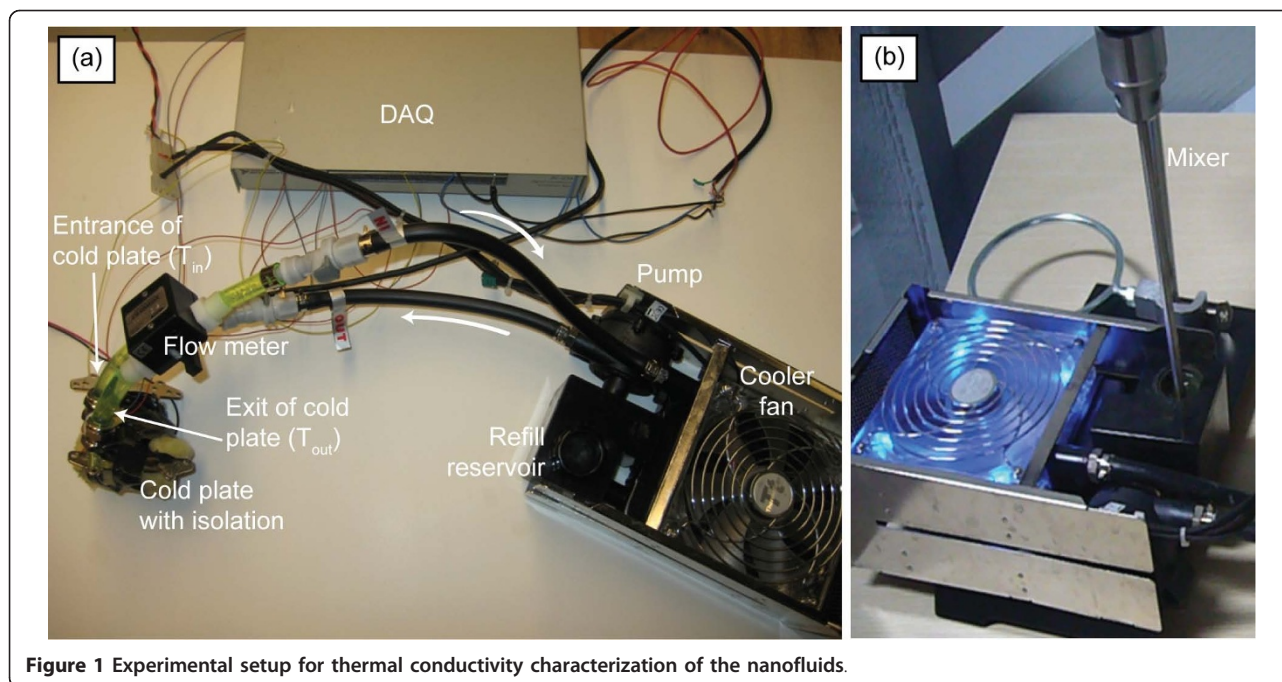 (a)
DAQ
Entrance of
cold plate (T_in)
Flow meter
Exit of cold
plate (T_out)
Cold plate
with isolation
Pump
Cooler
fan
Refill
reservoir
OUT
(b)
Mixer
Figure 1 Experimental setup for thermal conductivity characterization of the nanofluids.